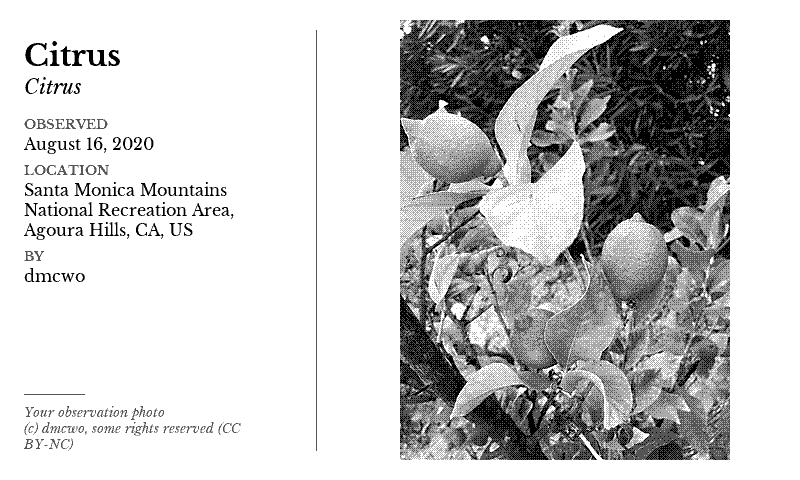 Citrus
Citrus
OBSERVED
August 16, 2020
LOCATION
Santa Monica Mountains
National Recreation Area,
Agoura Hills, CA, US
BY
dmcwo
Your observation photo
(c) dmcwo, some rights reserved (CC
BY-NC)